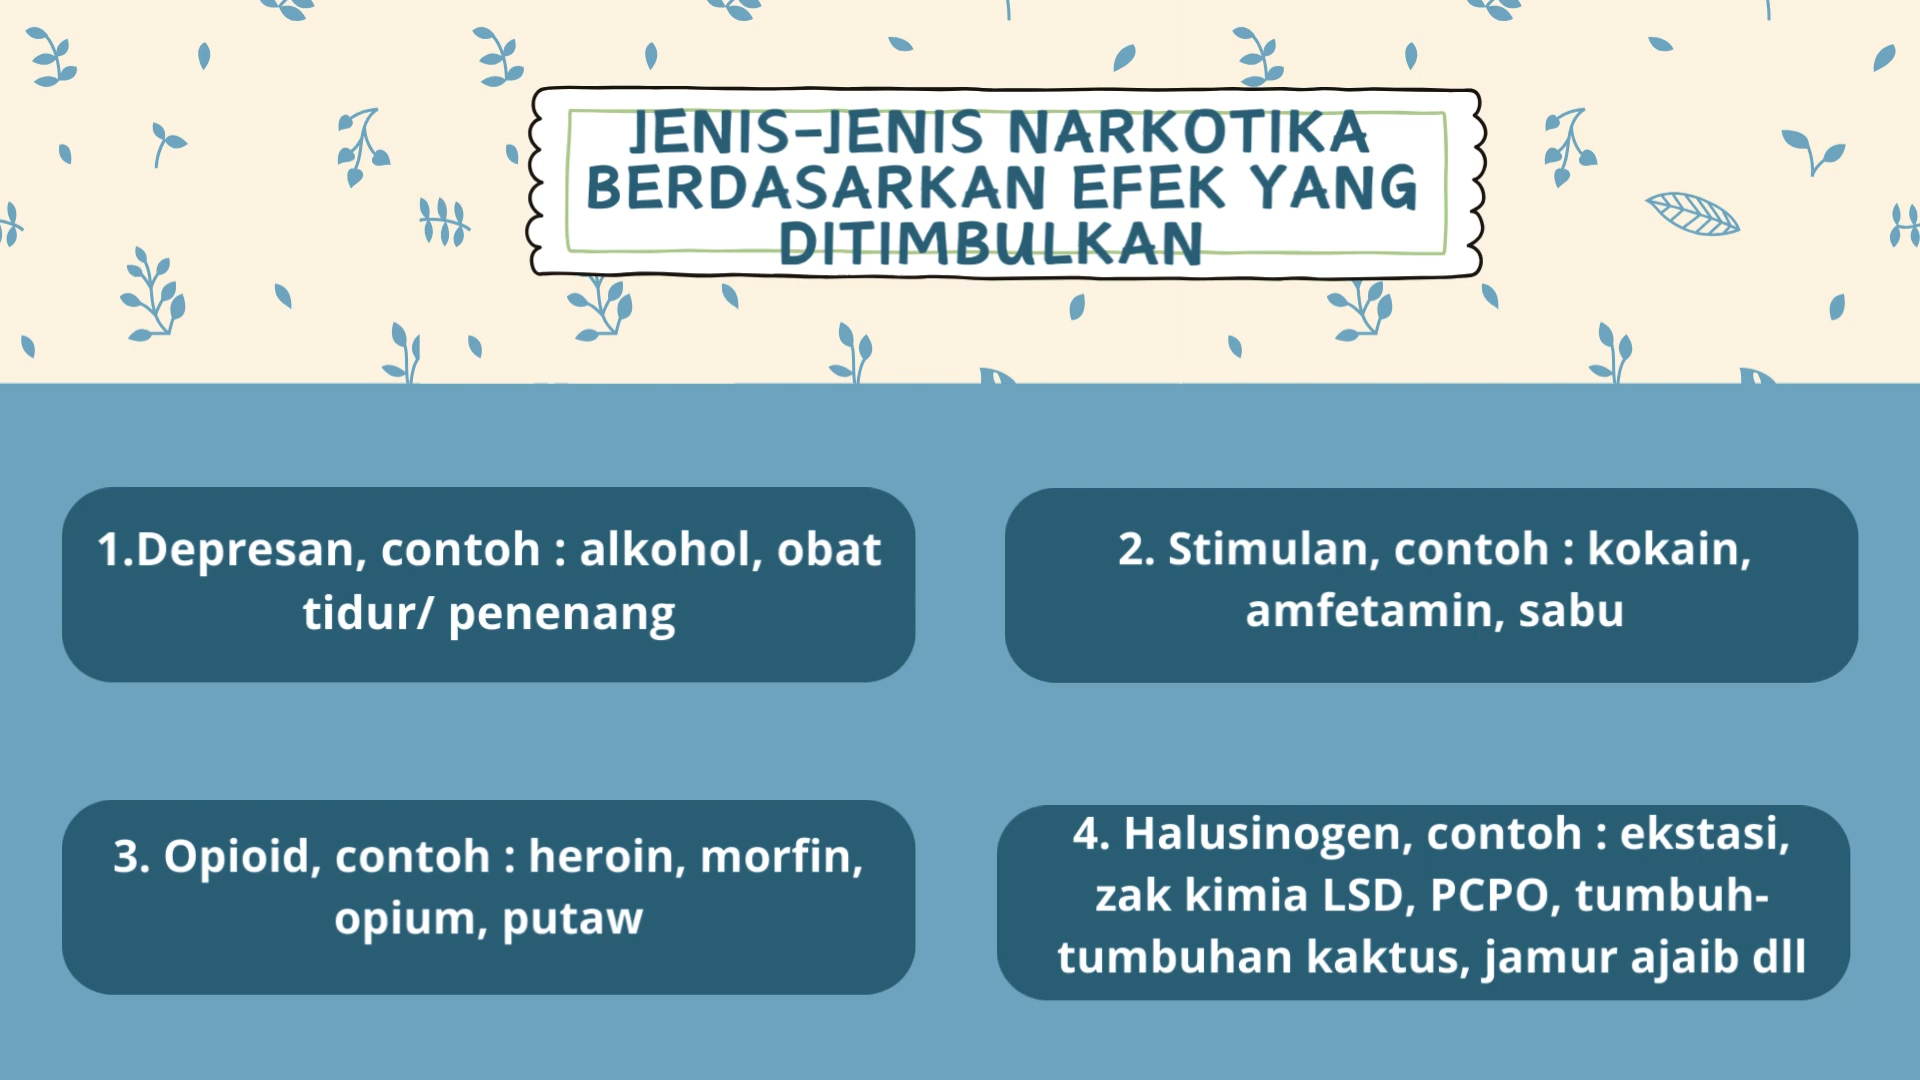 JENIS-JENIS NARKOTIKA
BERDASARKAN EFEK YANG
DITIMBULKAN
1.Depresan, contoh : alkohol, obat
tidur/ penenang
2. Stimulan, contoh : kokain,
amfetamin, sabu
3. Opioid, contoh : heroin, morfin,
opium, putaw
4. Halusinogen, contoh : ekstasi,
zak kimia LSD, PCPO, tumbuh-
tumbuhan kaktus, jamur ajaib dll